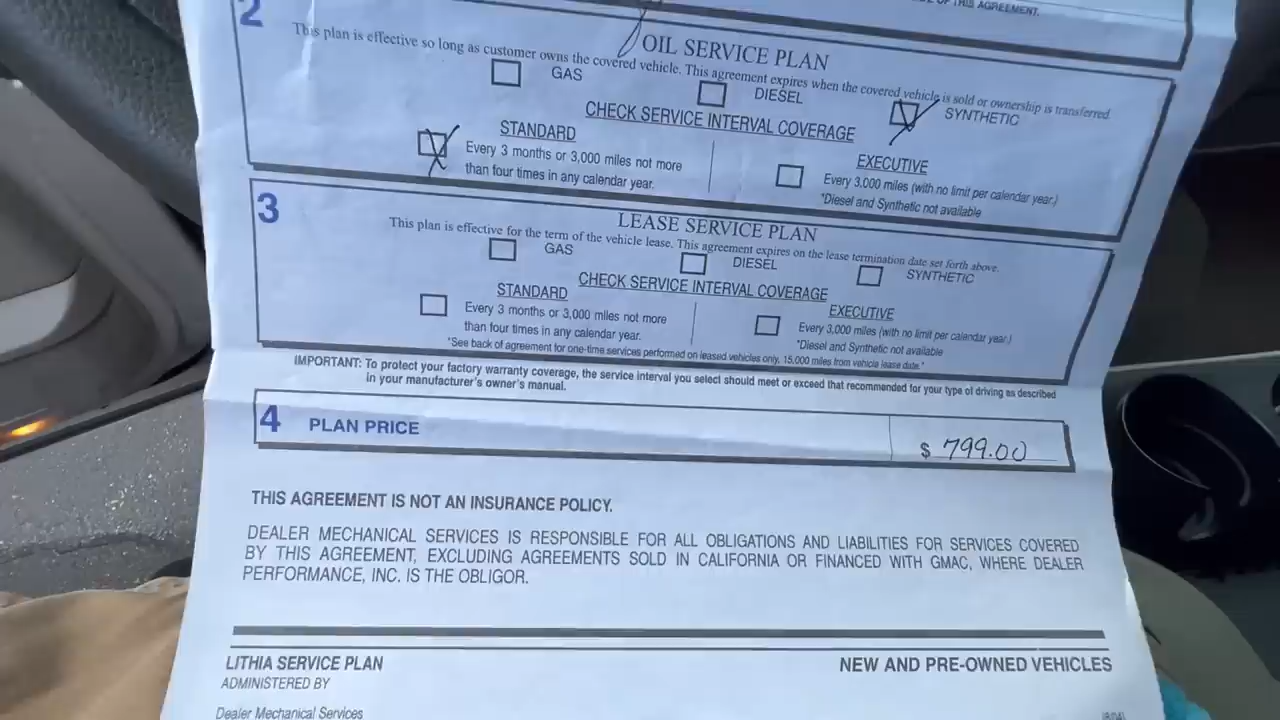 OF THIS AGREEMENT.
2
OIL SERVICE PLAN
This plan is effective so long as customer owns the covered vehicle. This agreement expires when the covered vehicle is sold or ownership is transferred.
GAS
DIESEL
SYNTHETIC
CHECK SERVICE INTERVAL COVERAGE
STANDARD
Every 3 months or 3,000 miles not more
than four times in any calendar year.
EXECUTIVE
Every 3,000 miles (with no limit per calendar year.)
*Diesel and Synthetic not available
3
LEASE SERVICE PLAN
This plan is effective for the term of the vehicle lease. This agreement expires on the lease termination date set forth above.
GAS
DIESEL
SYNTHETIC
CHECK SERVICE INTERVAL COVERAGE
STANDARD
Every 3 months or 3,000 miles not more
than four times in any calendar year.
EXECUTIVE
Every 3,000 miles (with no limit per calendar year.)
*Diesel and Synthetic not available
*See back of agreement for one-time services performed on leased vehicles only, 15,000 miles from vehicle lease date.*
IMPORTANT: To protect your factory warranty coverage, the service interval you select should meet or exceed that recommended for your type of driving as described
in your manufacturer's owner's manual.
4 PLAN PRICE $ 799.00
THIS AGREEMENT IS NOT AN INSURANCE POLICY.
DEALER MECHANICAL SERVICES IS RESPONSIBLE FOR ALL OBLIGATIONS AND LIABILITIES FOR SERVICES COVERED
BY THIS AGREEMENT, EXCLUDING AGREEMENTS SOLD IN CALIFORNIA OR FINANCED WITH GMAC, WHERE DEALER
PERFORMANCE, INC. IS THE OBLIGOR.
LITHIA SERVICE PLAN NEW AND PRE-OWNED VEHICLES
ADMINISTERED BY
Dealer Mechanical Services